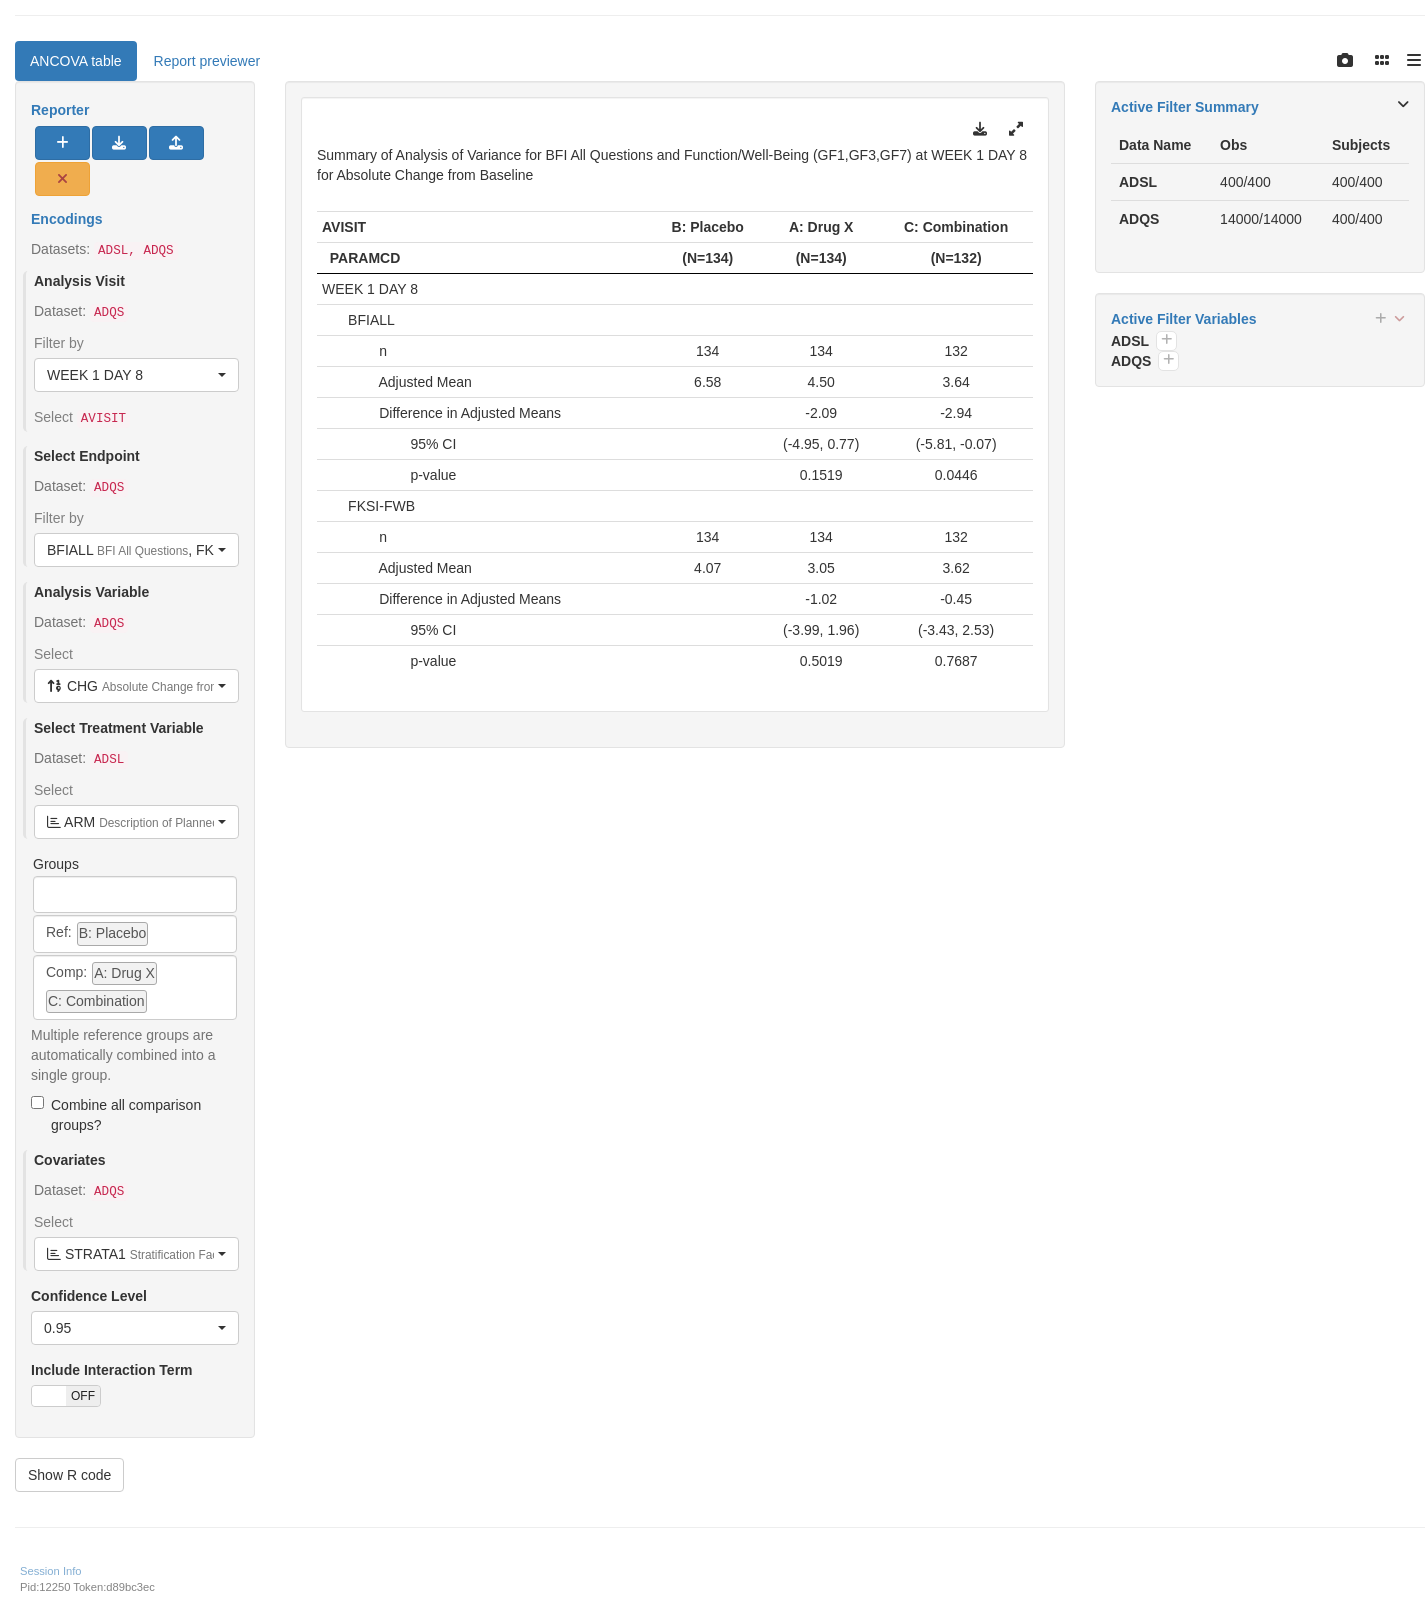 ANCOVA table
Report previewer
Reporter
Encodings
Datasets: ADSL, ADQS
Analysis Visit
Dataset: ADQS
Filter by
WEEK 1 DAY 8
Select AVISIT
Select Endpoint
Dataset: ADQS
Filter by
BFIALL BFI All Questions, FK
Analysis Variable
Dataset: ADQS
Select
CHG Absolute Change from
Select Treatment Variable
Dataset: ADSL
Select
ARM Description of Planned
Groups
Ref: B: Placebo
Comp: A: Drug X
C: Combination
Multiple reference groups are
automatically combined into a
single group.
Combine all comparison
groups?
Covariates
Dataset: ADQS
Select
STRATA1 Stratification Fac
Confidence Level
0.95
Include Interaction Term
OFF
Show R code
Summary of Analysis of Variance for BFI All Questions and Function/Well-Being (GF1,GF3,GF7) at WEEK 1 DAY 8
for Absolute Change from Baseline
AVISIT B: Placebo A: Drug X C: Combination
PARAMCD (N=134) (N=134) (N=132)
WEEK 1 DAY 8
BFIALL
n 134 134 132
Adjusted Mean 6.58 4.50 3.64
Difference in Adjusted Means -2.09 -2.94
95% CI (-4.95, 0.77) (-5.81, -0.07)
p-value 0.1519 0.0446
FKSI-FWB
n 134 134 132
Adjusted Mean 4.07 3.05 3.62
Difference in Adjusted Means -1.02 -0.45
95% CI (-3.99, 1.96) (-3.43, 2.53)
p-value 0.5019 0.7687
Active Filter Summary
Data Name Obs Subjects
ADSL 400/400 400/400
ADQS 14000/14000 400/400
Active Filter Variables
ADSL
ADQS
Session Info
Pid:12250 Token:d89bc3ec